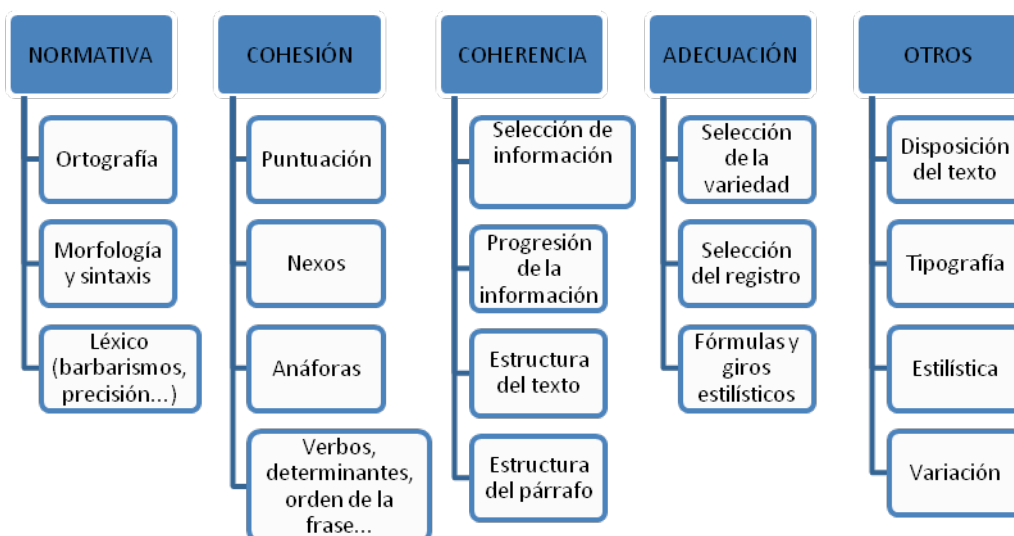 NORMATIVA
Ortografía
Morfología
y sintaxis
Léxico
(barbarismos,
precisión...)
COHESIÓN
Puntuación
Nexos
Anáforas
Verbos,
determinantes,
orden de la
frase...
COHERENCIA
Selección de
información
Progresión
de la
información
Estructura
del texto
Estructura
del párrafo
ADECUACIÓN
Selección
de la
variedad
Selección
del registro
Fórmulas y
giros
estilísticos
OTROS
Disposición
del texto
Tipografía
Estilística
Variación